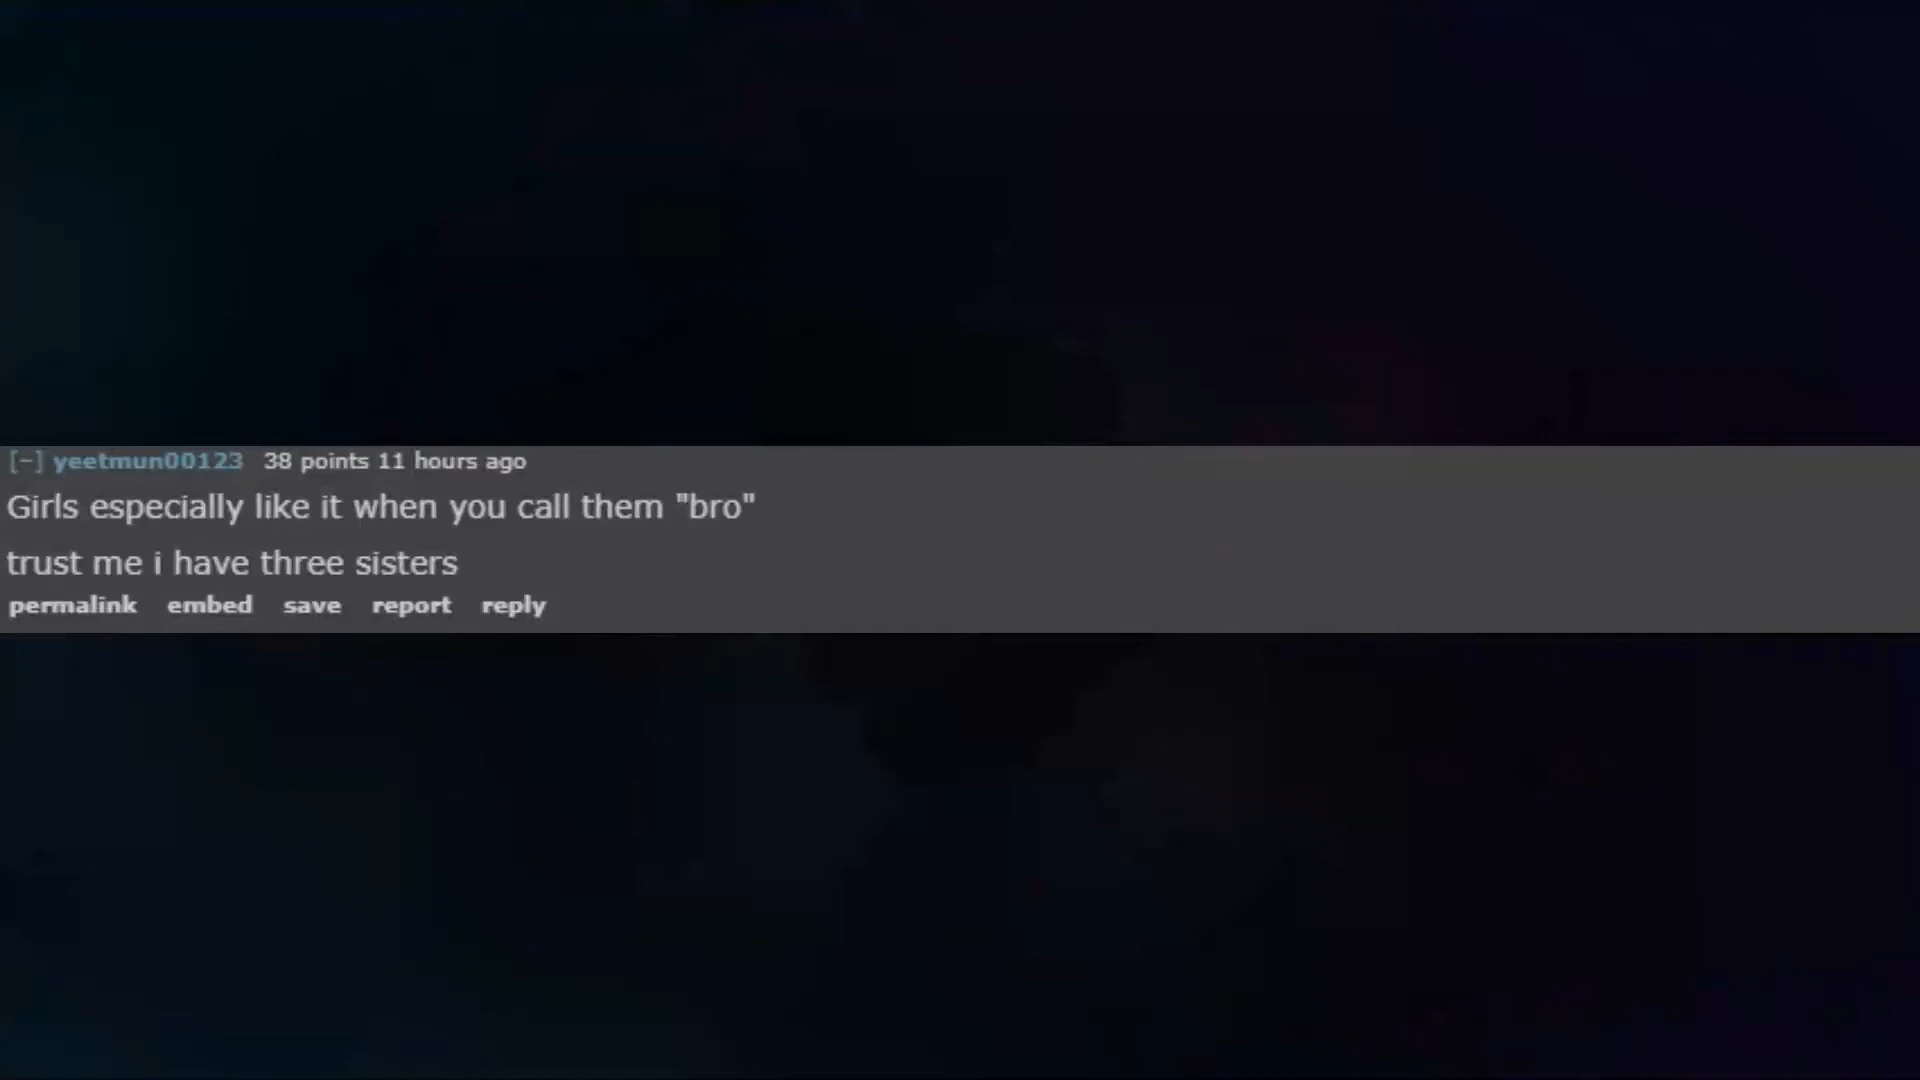 [–] yeetmun00123 38 points 11 hours ago
Girls especially like it when you call them "bro"
trust me i have three sisters
permalink embed save report reply